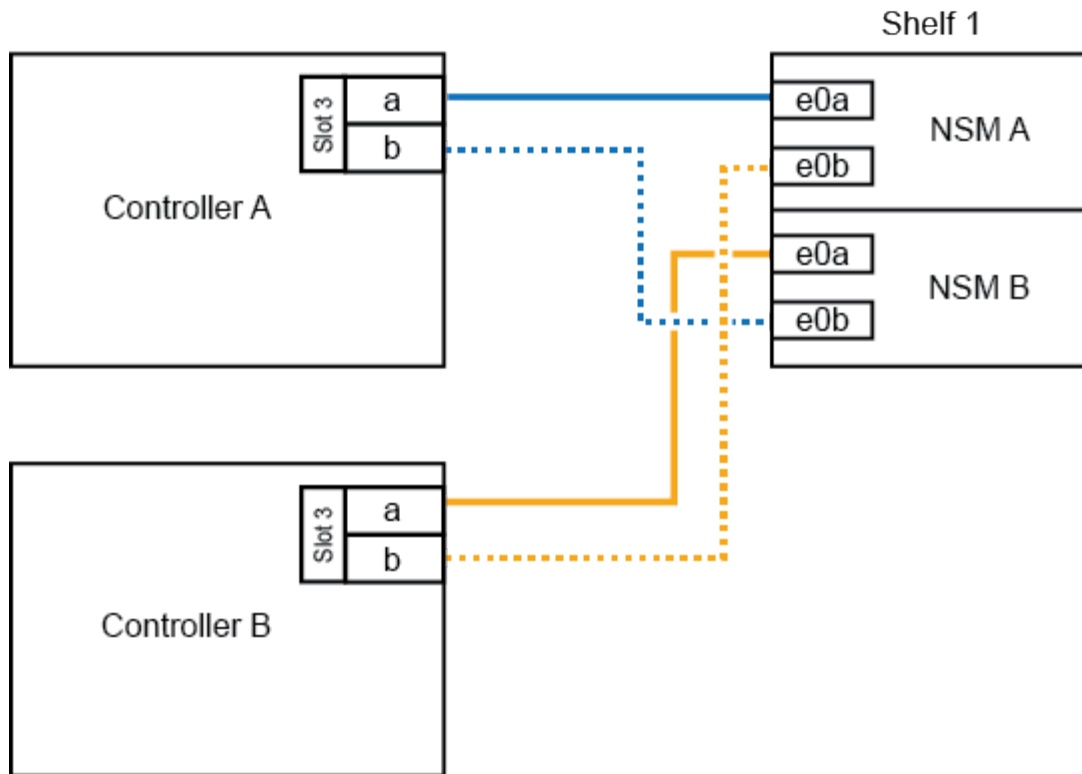 Shelf 1
Slot 3
a
b
Controller A
e0a
e0b
NSM A
e0a
e0b
NSM B
Slot 3
a
b
Controller B